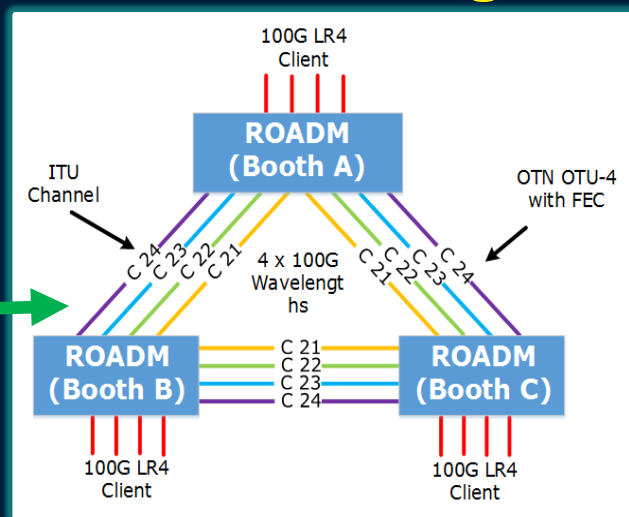 100G LR4
Client
ROADM
(Booth A)
ITU
Channel
OTN OTU-4
with FEC
C 24
C 23
C 22
C 21
4 x 100G
Wavelengt
hs
C 21
C 22
C 23
C 24
ROADM
(Booth B)
C 21
C 22
C 23
C 24
ROADM
(Booth C)
100G LR4
Client
100G LR4
Client